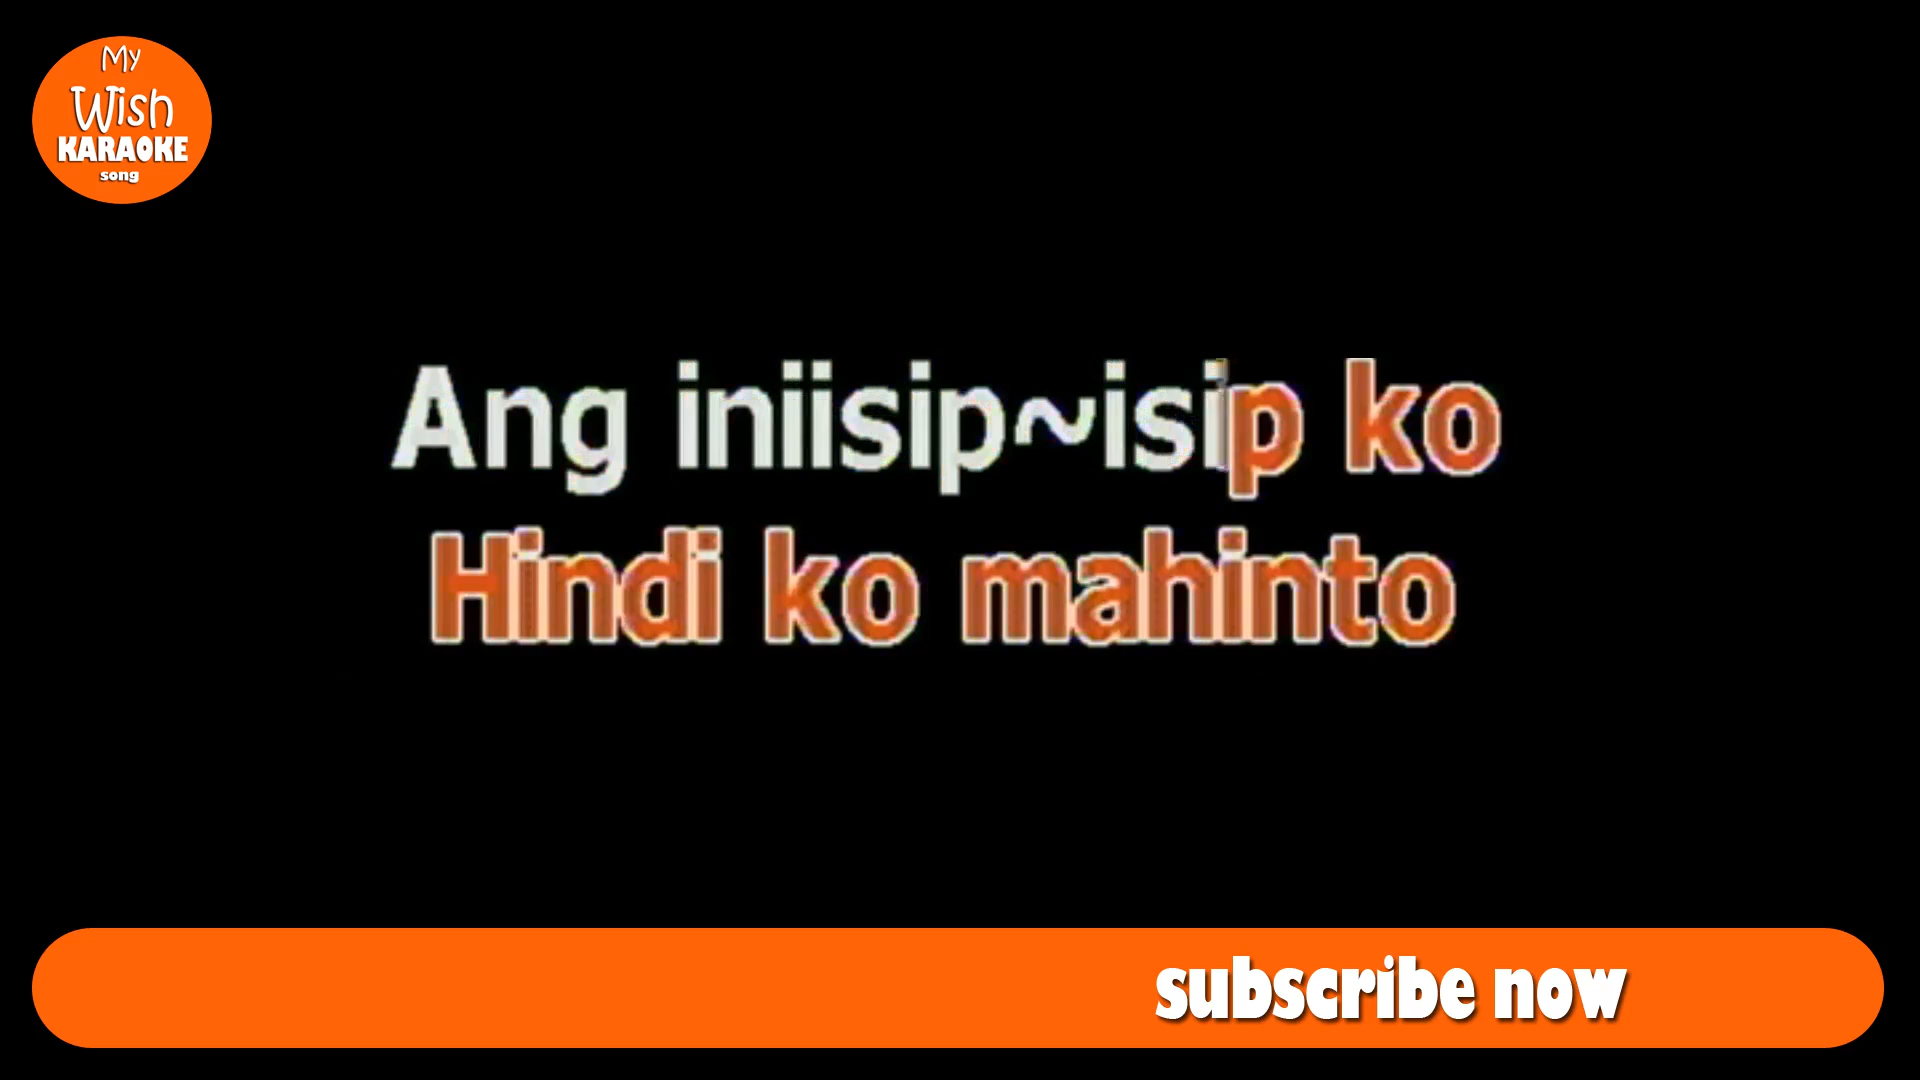 My
Wish
KARAOKE
song
Ang iniisip~isip ko
Hindi ko mahinto
subscribe now